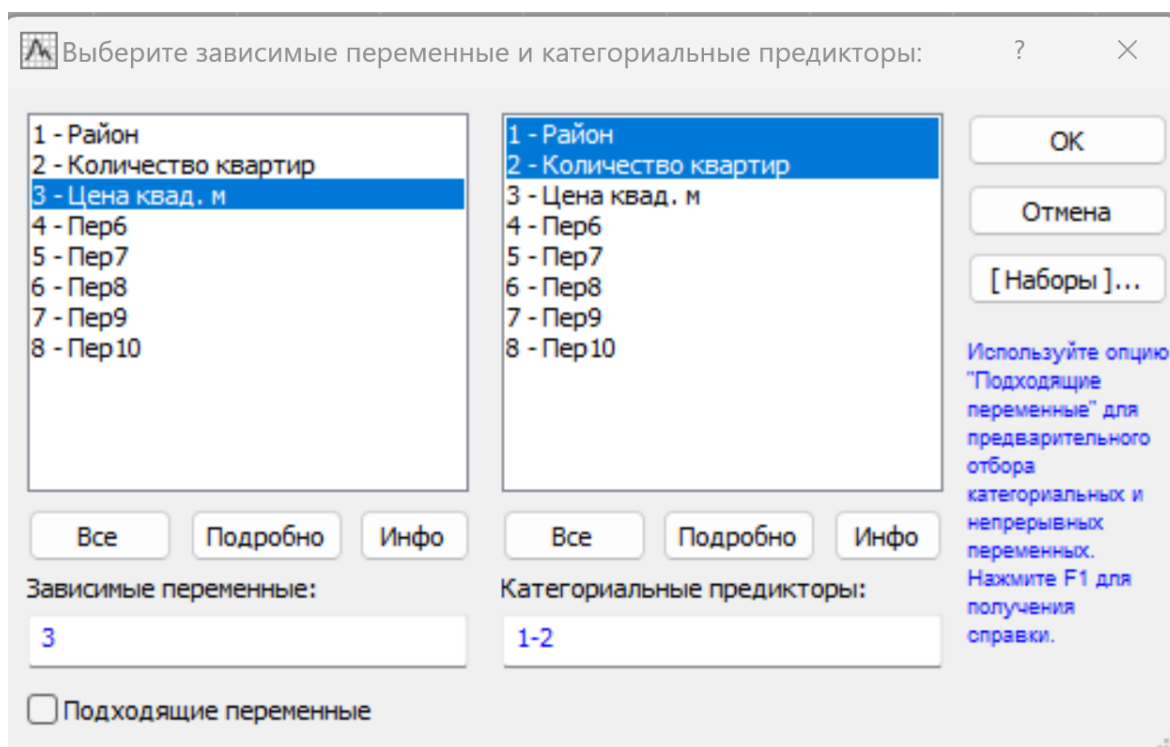 Выберите зависимые переменные и категориальные предикторы:
?
1 - Район
2 - Количество квартир
3 - Цена квад. м
4 - Пер6
5 - Пер7
6 - Пер8
7 - Пер9
8 - Пер10
1 - Район
2 - Количество квартир
3 - Цена квад. м
4 - Пер6
5 - Пер7
6 - Пер8
7 - Пер9
8 - Пер10
OK
Отмена
[ Наборы ]...
Используйте опцию
"Подходящие
переменные" для
предварительного
отбора
категориальных и
непрерывных
переменных.
Нажмите F1 для
получения
справки.
Все
Подробно
Инфо
Все
Подробно
Инфо
Зависимые переменные:
Категориальные предикторы:
3
1-2
Подходящие переменные